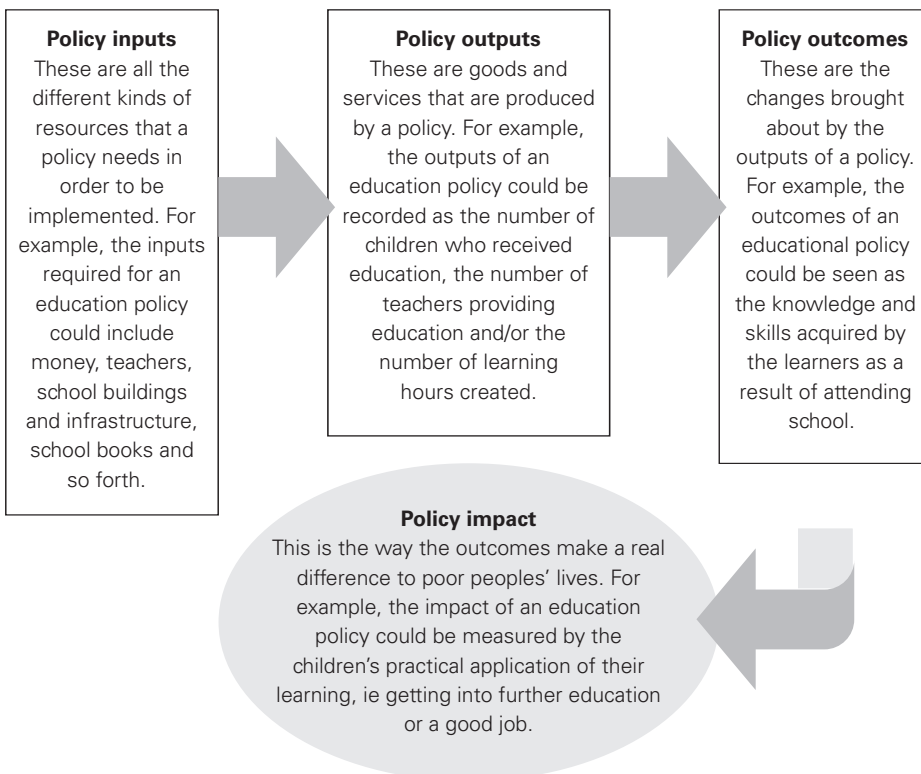 Policy inputs
These are all the
different kinds of
resources that a
policy needs in
order to be
implemented. For
example, the inputs
required for an
education policy
could include
money, teachers,
school buildings
and infrastructure,
school books and
so forth.
Policy outputs
These are goods and
services that are produced
by a policy. For example,
the outputs of an
education policy could be
recorded as the number of
children who received
education, the number of
teachers providing
education and/or the
number of learning
hours created.
Policy outcomes
These are the
changes brought
about by the
outputs of a policy.
For example, the
outcomes of an
educational policy
could be seen as
the knowledge and
skills acquired by
the learners as a
result of attending
school.
Policy impact
This is the way the outcomes make a real
difference to poor peoples’ lives. For
example, the impact of an education
policy could be measured by the
children’s practical application of their
learning, ie getting into further education
or a good job.